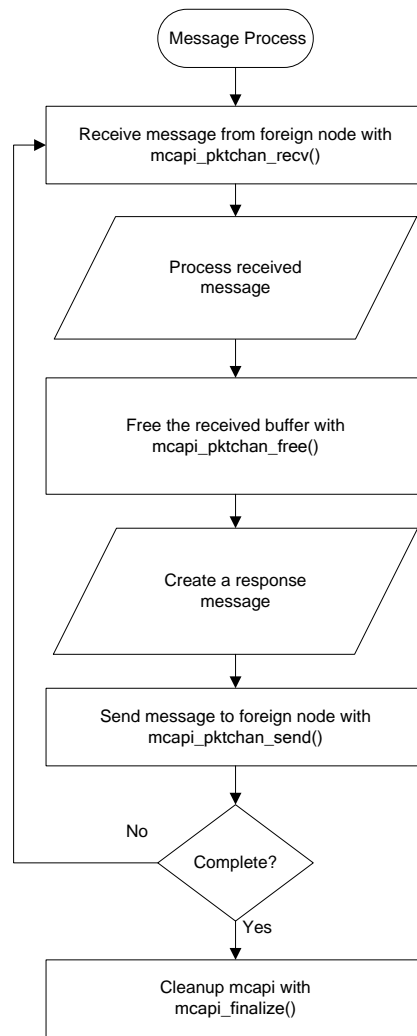 Message Process
Receive message from foreign node with
mcapi_pktchan_recv()
Process received
message
Free the received buffer with
mcapi_pktchan_free()
Create a response
message
Send message to foreign node with
mcapi_pktchan_send()
No
Complete?
Yes
Cleanup mcapi with
mcapi_finalize()